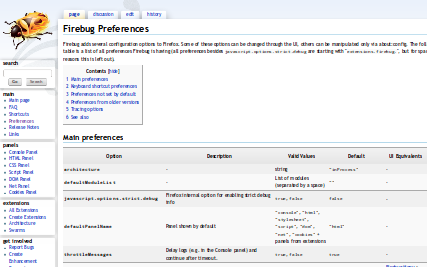 page discussion edit history
Firebug Preferences
Firebug adds several configuration options to Firefox. Some of these options can be changed through the UI, others can be manipulated only via about:config. The foll
table is a list of all preferences Firebug is having (all preferences besides javascript.options.strict.debug are starting with "extensions.firebug.", but for spa
reasons this is left out).
Contents [hide]
1 Main preferences
2 Keyboard shortcut preferences
3 Preferences not set by default
4 Preferences from older versions
5 Tracing options
6 See also
search
Go Search
main
Main page
FAQ
Shortcuts
Preferences
Release Notes
Links
panels
Console Panel
HTML Panel
CSS Panel
Script Panel
DOM Panel
Net Panel
Cookies Panel
extensions
All Extensions
Create Extensions
Architecture
Swarms
get involved
Report Bugs
Create
Enhancement
Main preferences
Option Description Valid Values Default UI Equivalents
architecture - string "inProcess" -
defaultModuleList - List of modules (separated by a space) "" -
javascript.options.strict.debug Firefox internal option for enabling strict debug info true, false false -
defaultPanelName Panel shown by default "console", "html", "stylesheet", "script", "dom", "net", "cookies" + panels from extensions "html" -
throttleMessages Delay logs (e.g. in the Console panel) and continue after timeout. true, false true -